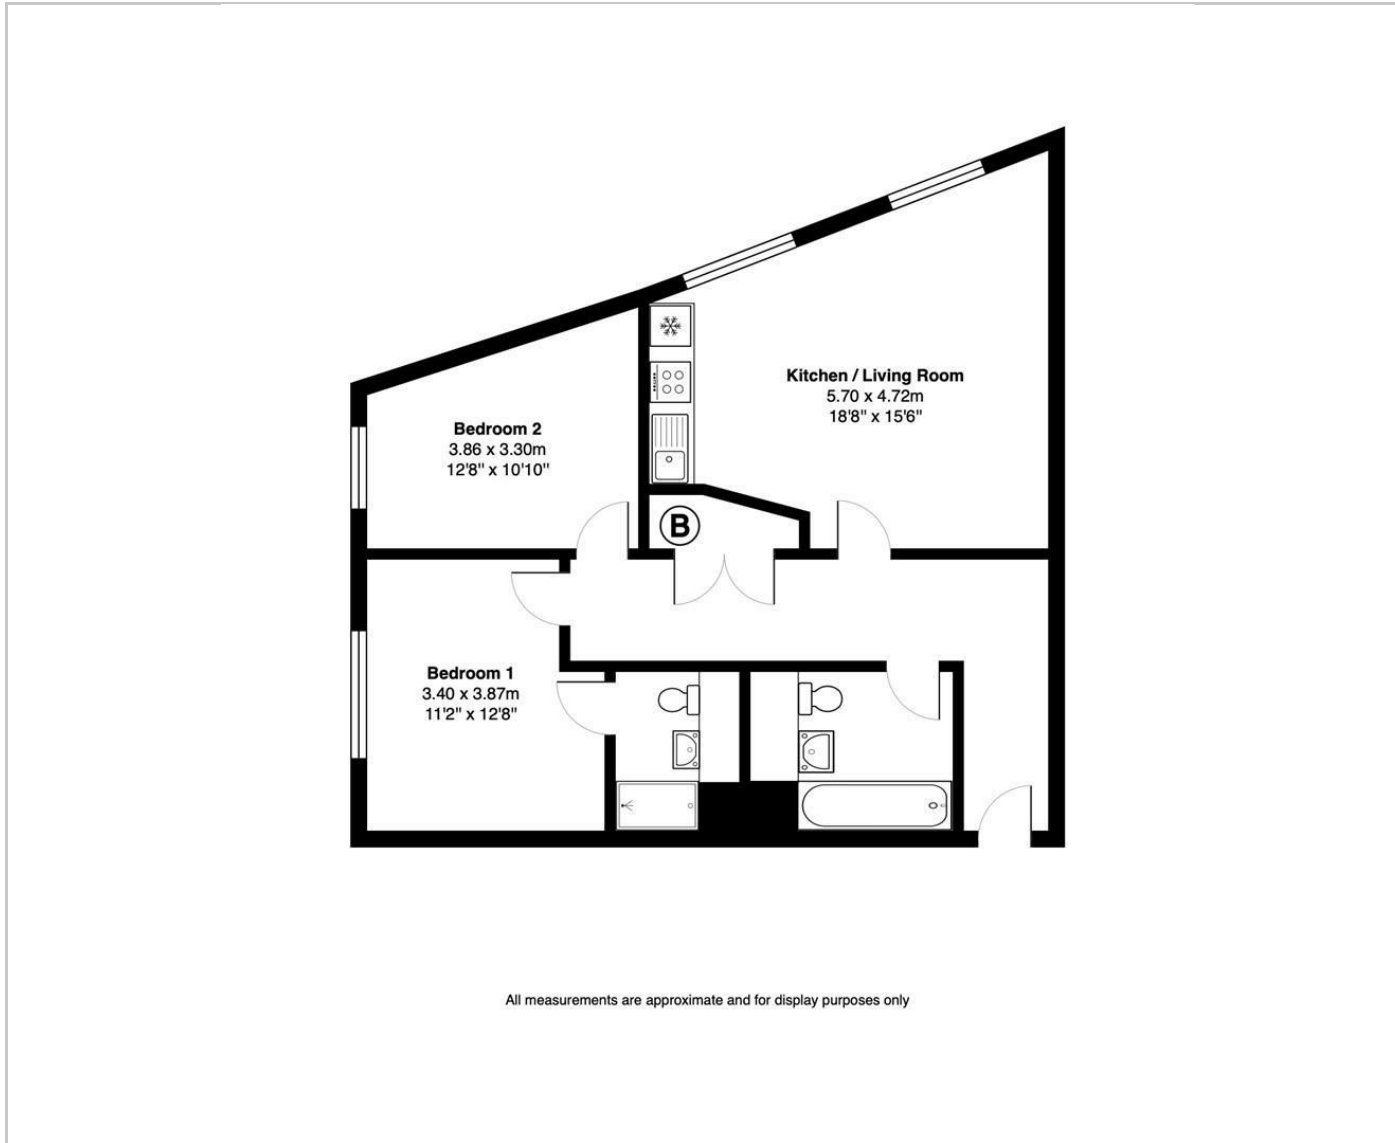 Kitchen / Living Room
5.70 x 4.72m
18'8" x 15'6"
Bedroom 2
3.86 x 3.30m
12'8" x 10'10"
B
Bedroom 1
3.40 x 3.87m
11'2" x 12'8"
All measurements are approximate and for display purposes only